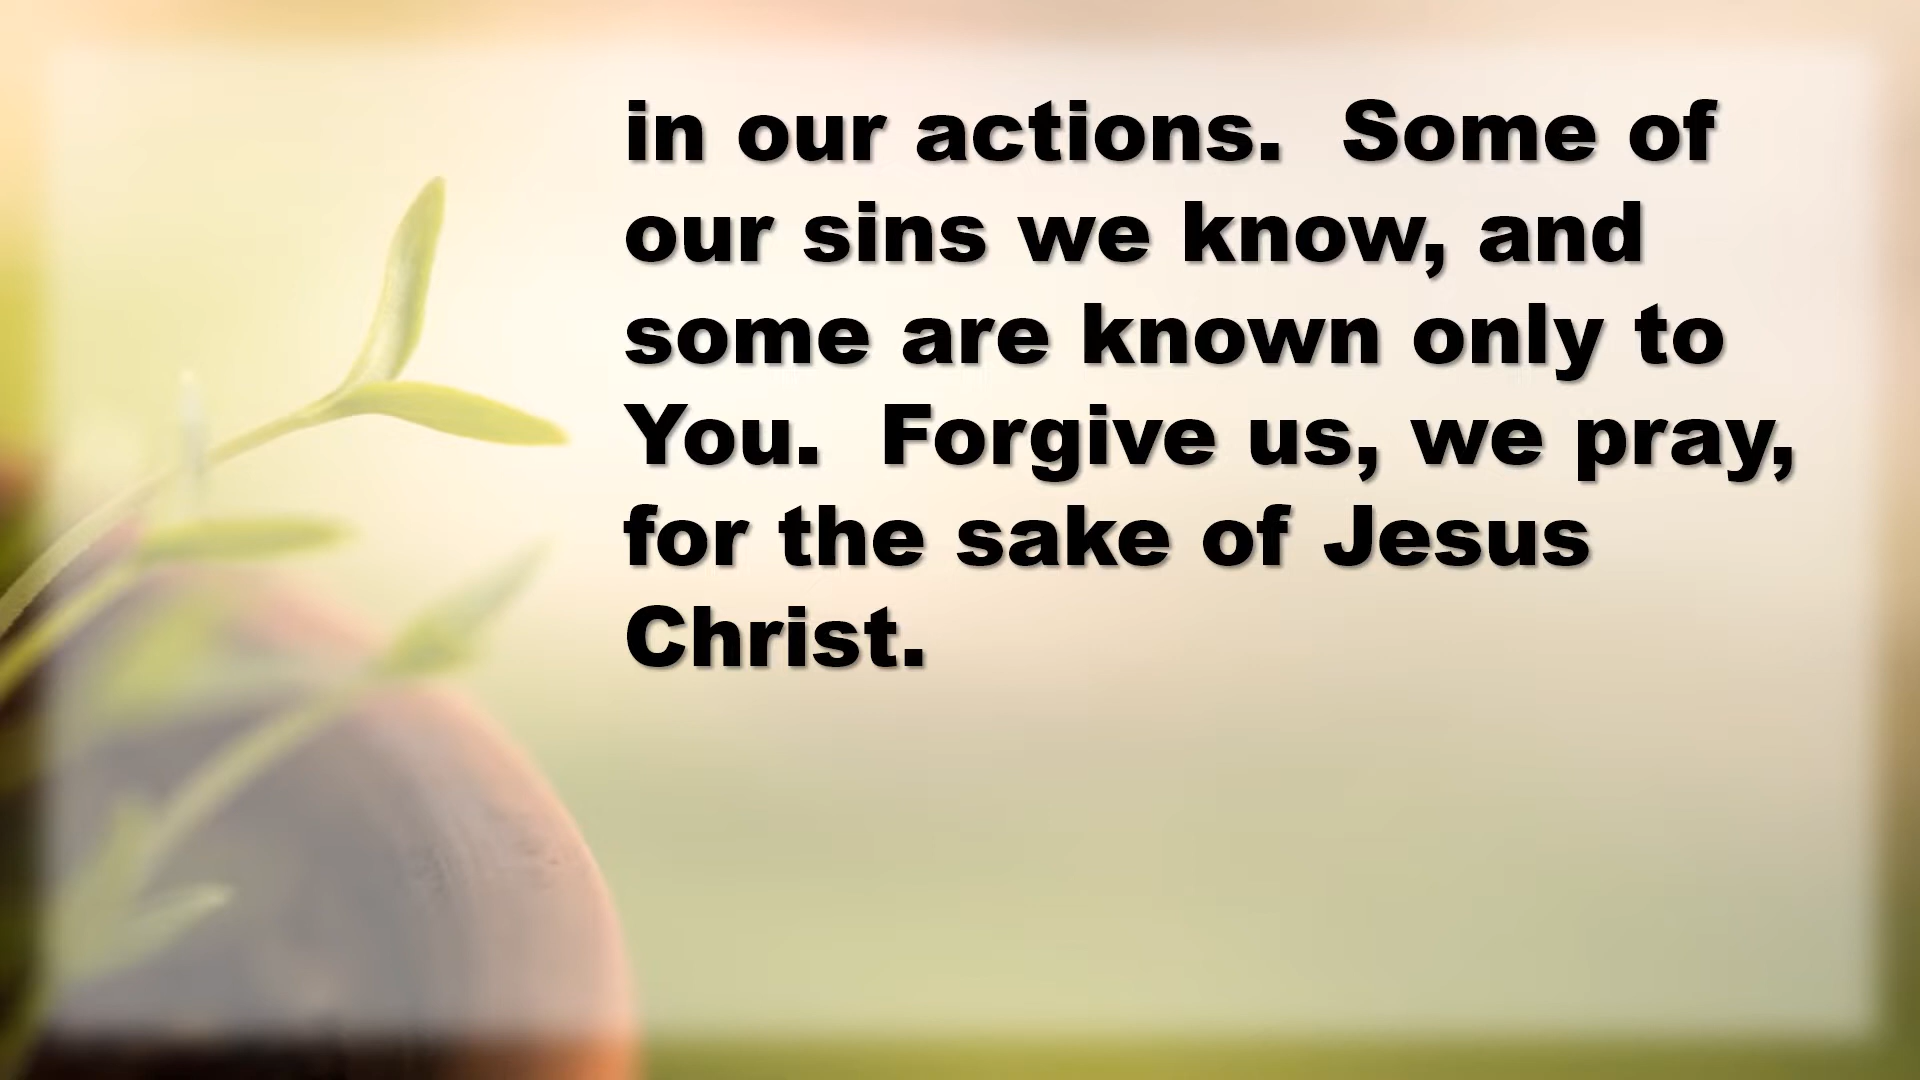 in our actions.  Some of
our sins we know, and
some are known only to
You.  Forgive us, we pray,
for the sake of Jesus
Christ.